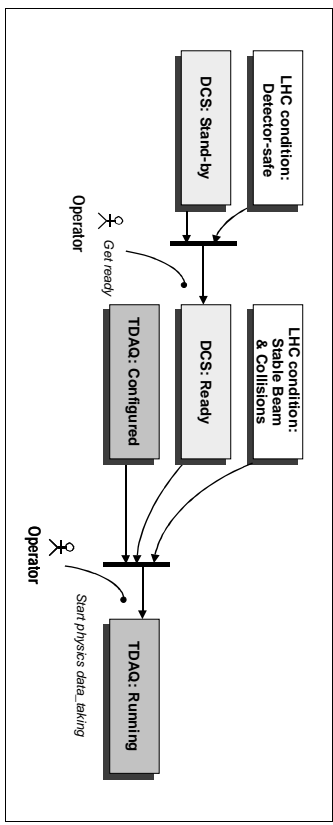 LHC condition:
Detector-safe
DCS: Stand-by
Operator
Get ready
LHC condition:
Stable Beam
& Collisions
DCS: Ready
TDAQ: Configured
Operator
Start physics data_taking
TDAQ: Running